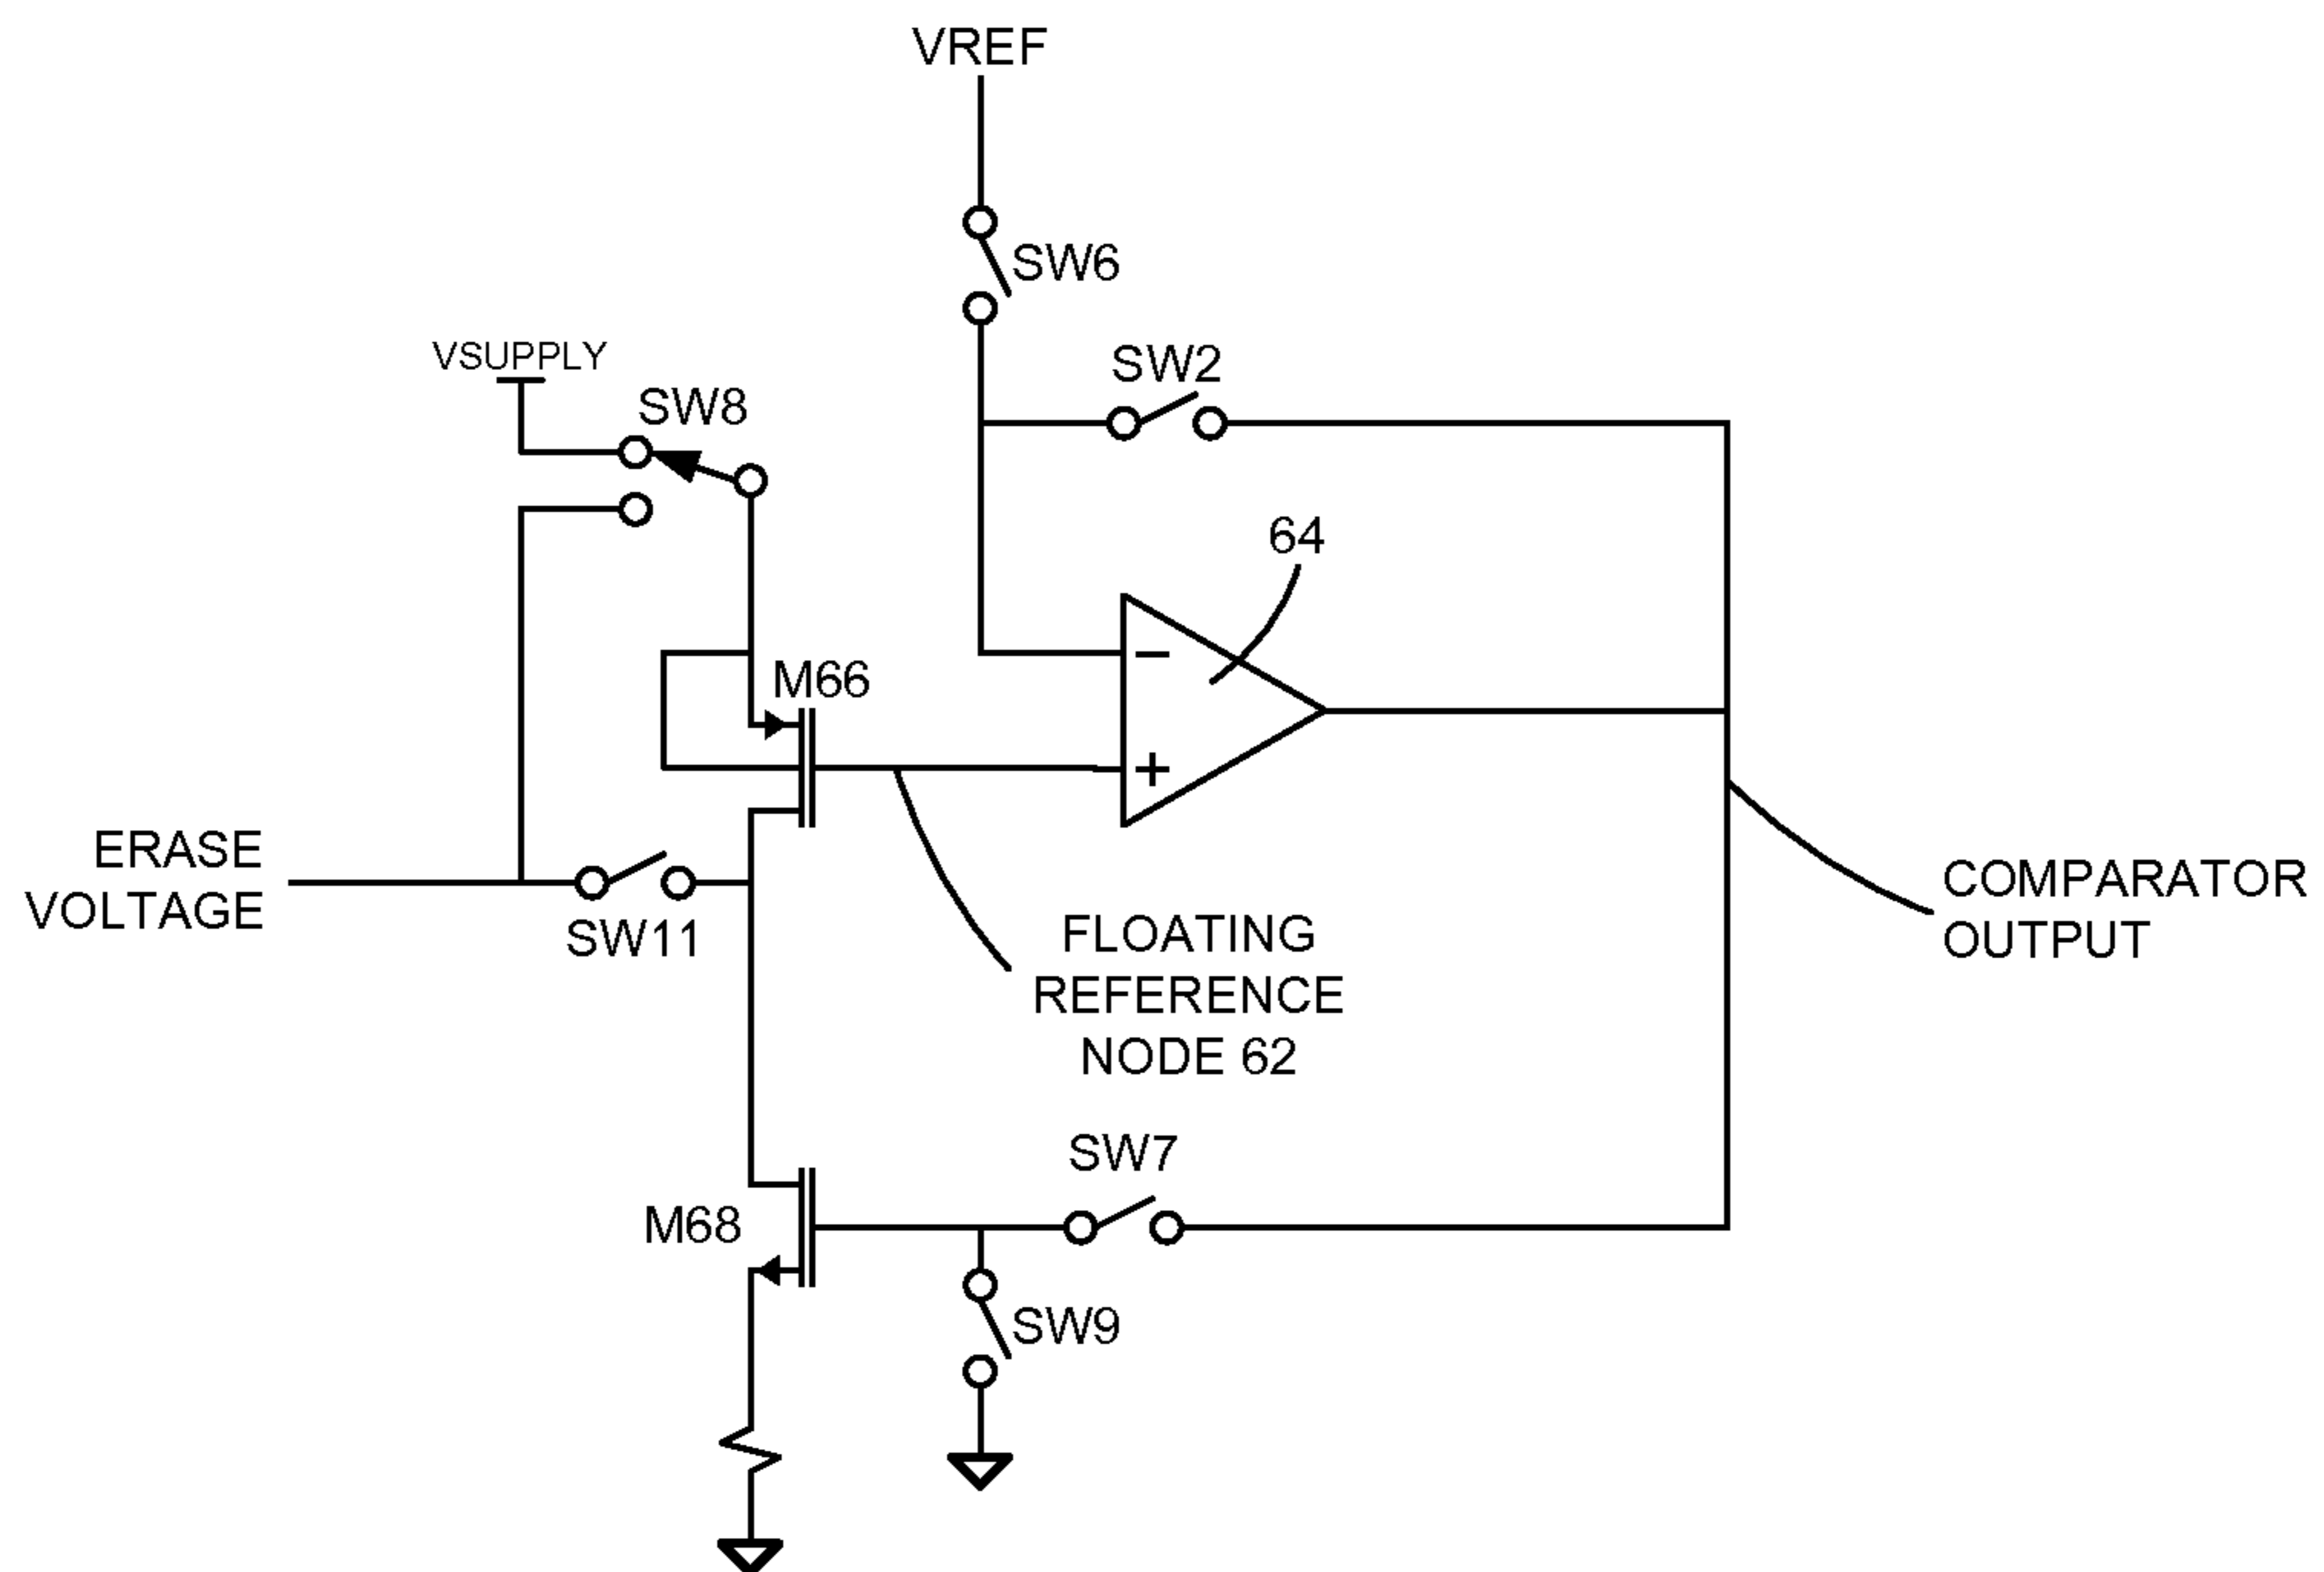 VREF
SW6
SW2
VSUPPLY
SW8
64
M66
−
+
ERASE
VOLTAGE
SW11
FLOATING
REFERENCE
NODE 62
COMPARATOR
OUTPUT
SW7
M68
SW9